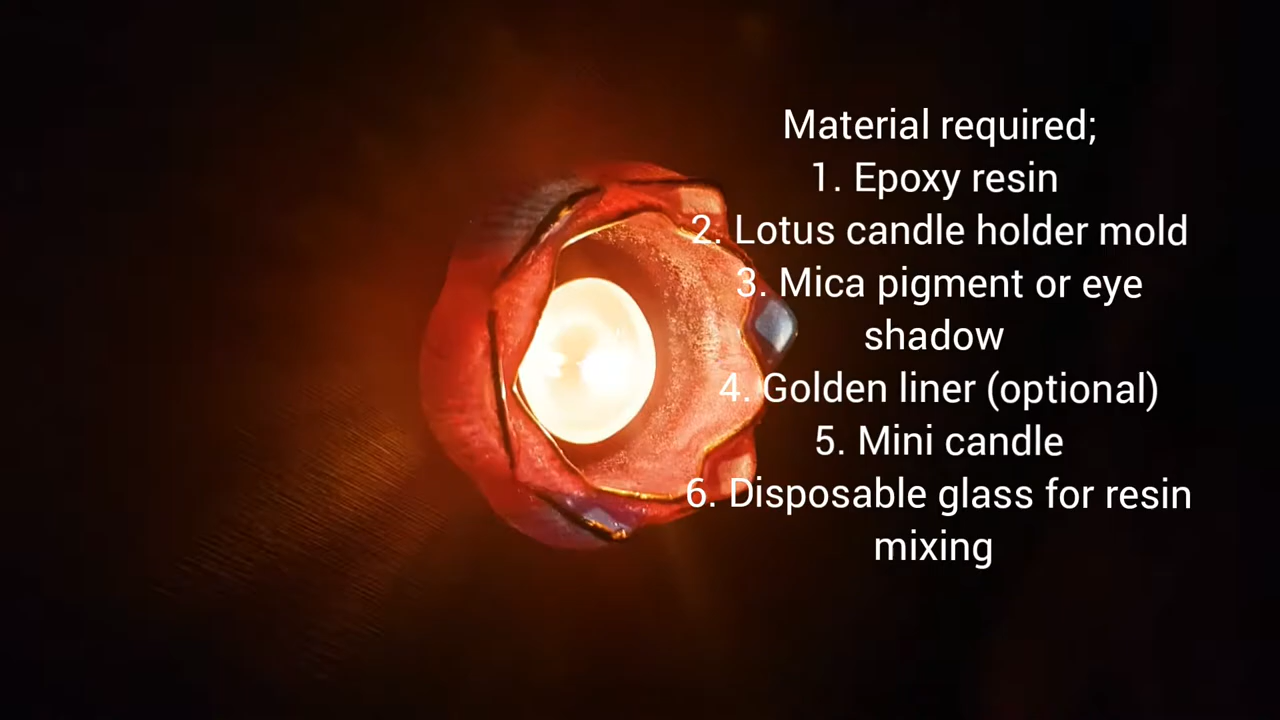 Material required;
1. Epoxy resin
2. Lotus candle holder mold
3. Mica pigment or eye
shadow
4. Golden liner (optional)
5. Mini candle
6. Disposable glass for resin
mixing